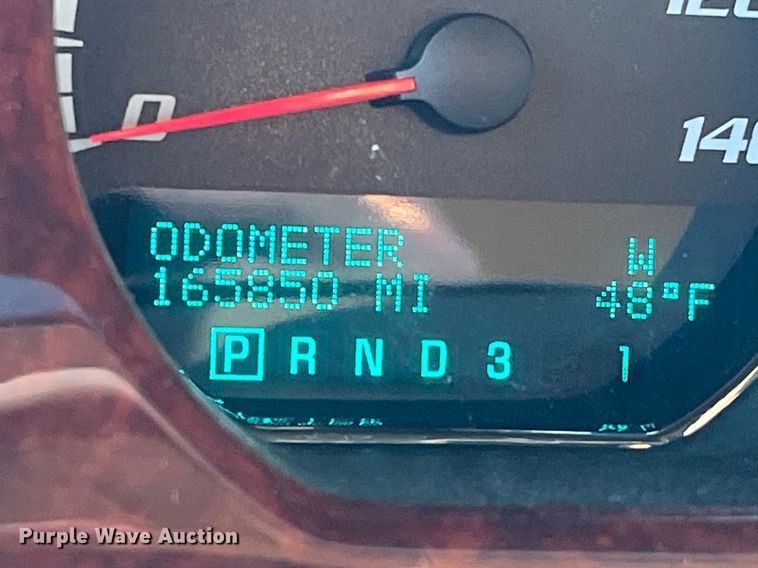 120
0
140
ODOMETER W
165850 MI 48°F
P R N D 3 1
Purple Wave Auction